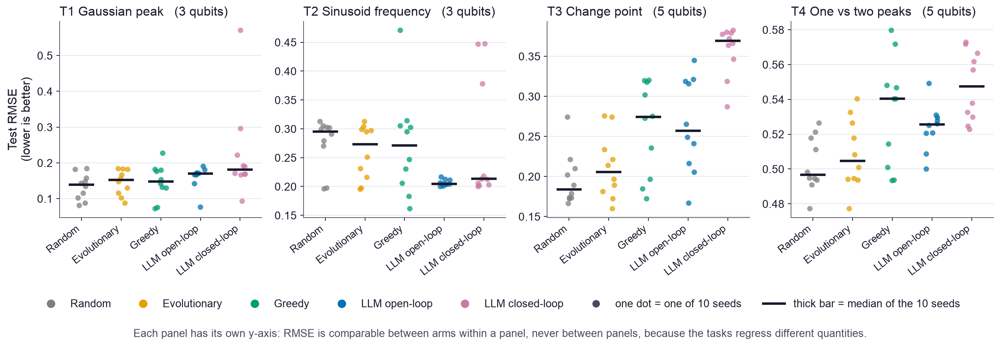 T1 Gaussian peak (3 qubits)
T2 Sinusoid frequency (3 qubits)
T3 Change point (5 qubits)
T4 One vs two peaks (5 qubits)
Test RMSE
(lower is better)
0.5
0.4
0.3
0.2
0.1
Random
Evolutionary
Greedy
LLM open-loop
LLM closed-loop
0.45
0.40
0.35
0.30
0.25
0.20
0.15
Random
Evolutionary
Greedy
LLM open-loop
LLM closed-loop
0.35
0.30
0.25
0.20
0.15
Random
Evolutionary
Greedy
LLM open-loop
LLM closed-loop
0.58
0.56
0.54
0.52
0.50
0.48
Random
Evolutionary
Greedy
LLM open-loop
LLM closed-loop
Random
Evolutionary
Greedy
LLM open-loop
LLM closed-loop
one dot = one of 10 seeds
thick bar = median of the 10 seeds
Each panel has its own y-axis: RMSE is comparable between arms within a panel, never between panels, because the tasks regress different quantities.